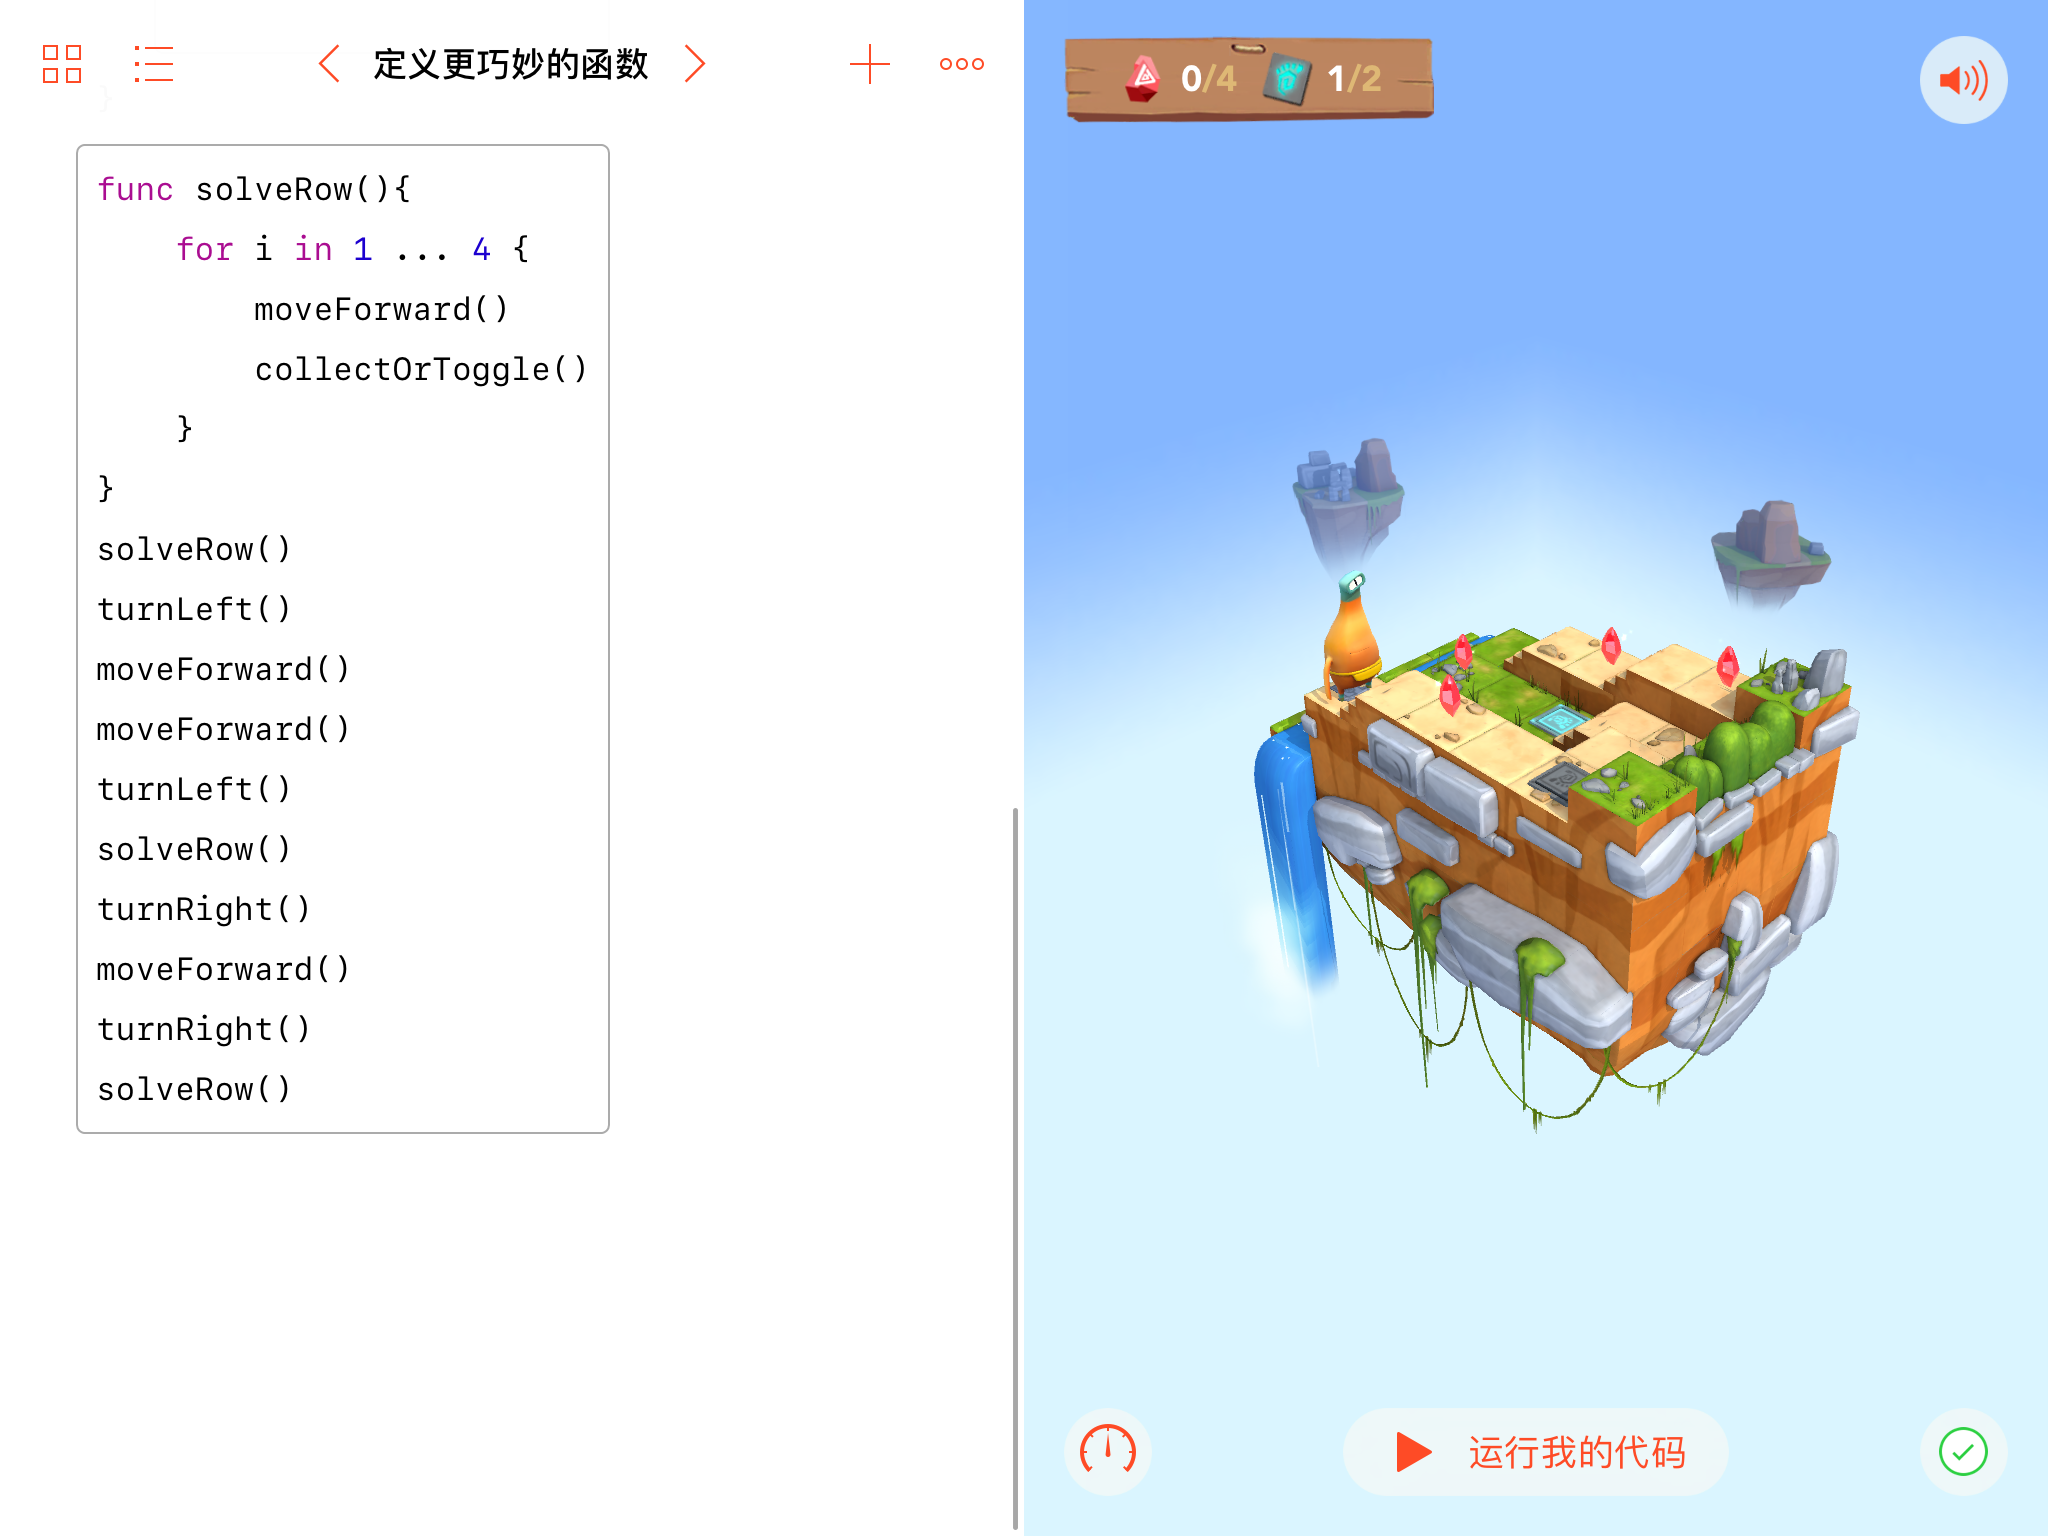 定义更巧妙的函数
func solveRow(){
for i in 1 ... 4 {
moveForward()
collectOrToggle()
}
}
solveRow()
turnLeft()
moveForward()
moveForward()
turnLeft()
solveRow()
turnRight()
moveForward()
turnRight()
solveRow()
0/4 1/2
运行我的代码